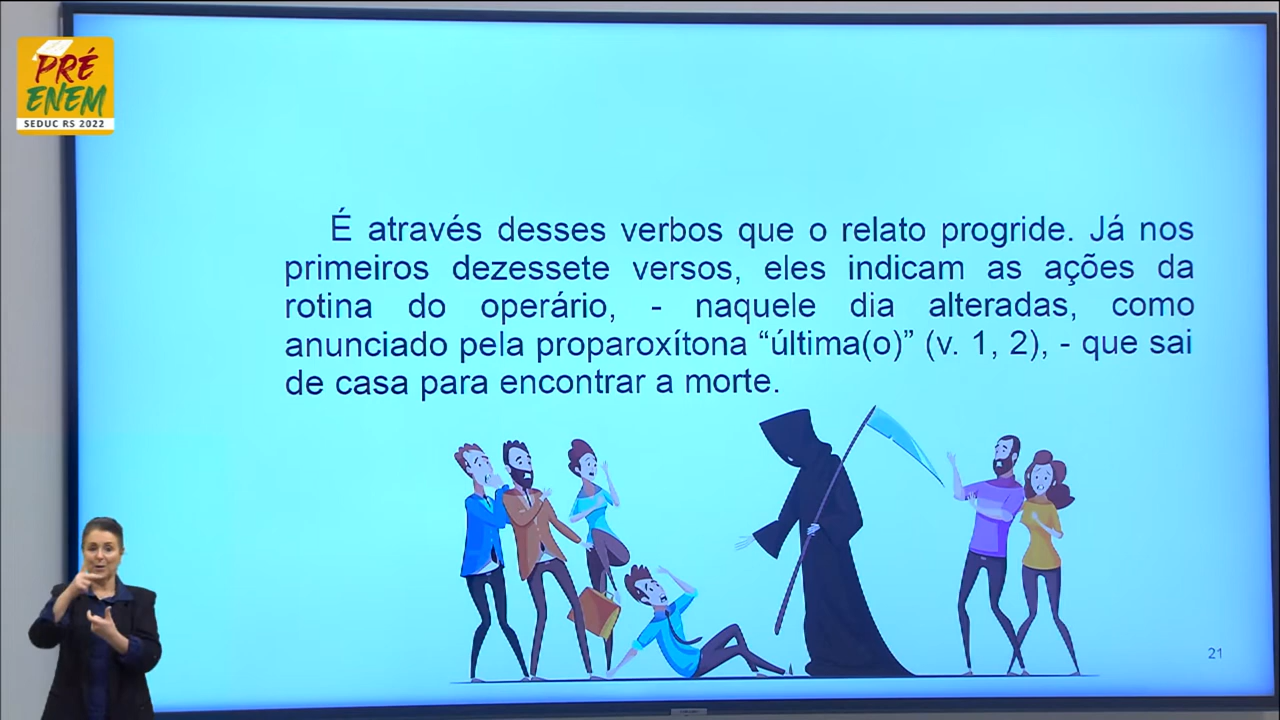 PRÉ
ENEM
SEDUC RS 2022
É através desses verbos que o relato progride. Já nos
primeiros dezessete versos, eles indicam as ações da
rotina do operário, - naquele dia alteradas, como
anunciado pela proparoxítona “última(o)” (v. 1, 2), - que sai
de casa para encontrar a morte.
21